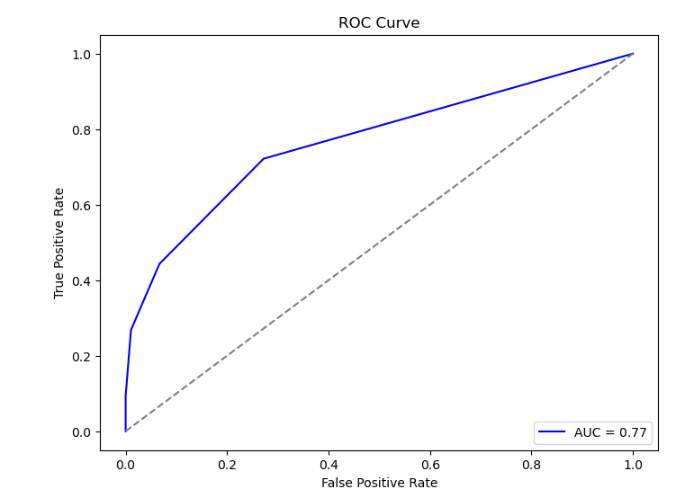 ROC Curve
1.0
0.8
0.6
0.4
0.2
0.0
True Positive Rate
AUC = 0.77
0.0 0.2 0.4 0.6 0.8 1.0
False Positive Rate